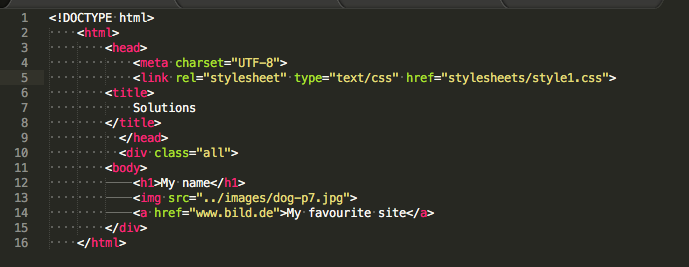 1 <!DOCTYPE html>
2 <html>
3 <head>
4 <meta charset="UTF-8">
5 <link rel="stylesheet" type="text/css" href="stylesheets/style1.css">
6 <title>
7 Solutions
8 </title>
9 </head>
10 <div class="all">
11 <body>
12 <h1>My name</h1>
13 <img src="../images/dog-p7.jpg">
14 <a href="www.bild.de">My favourite site</a>
15 </div>
16 </html>